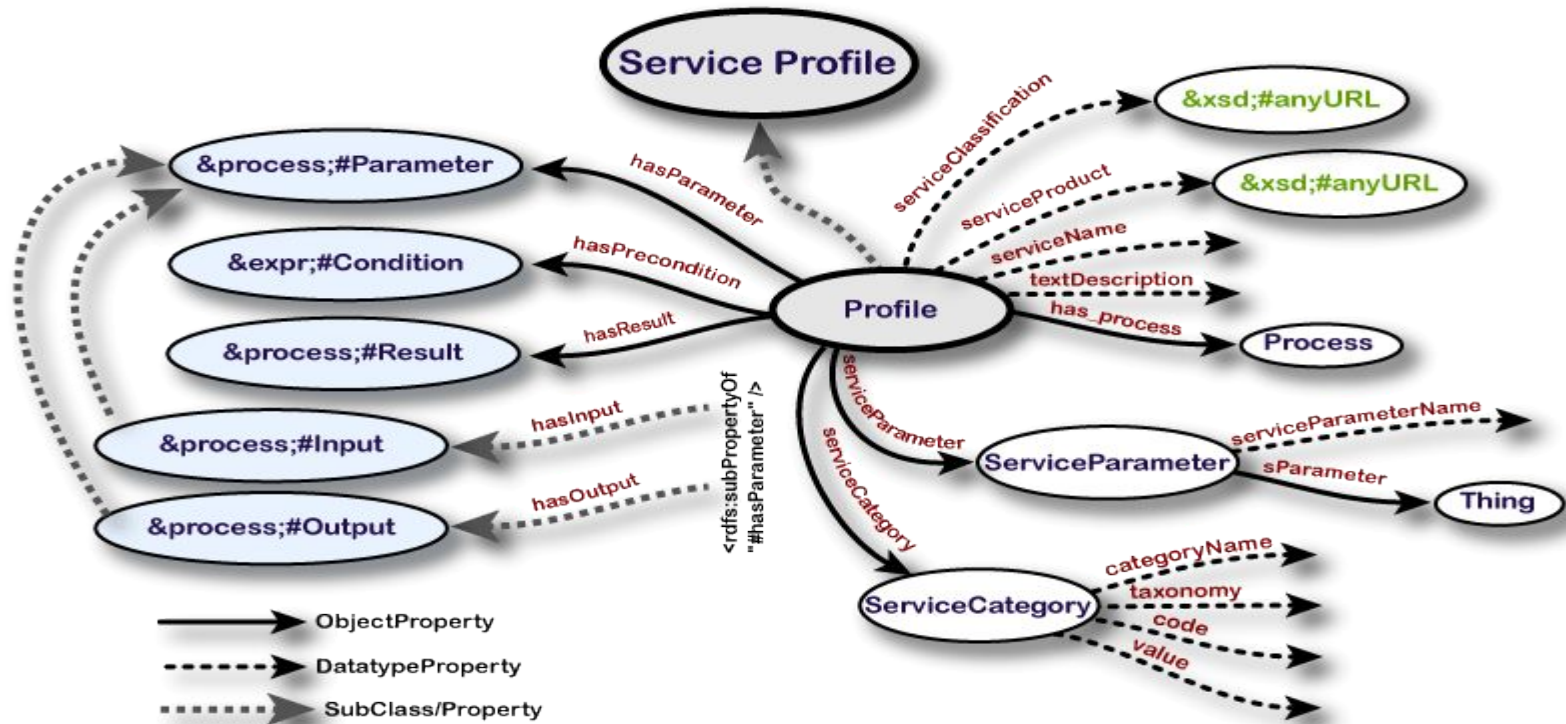 Service Profile
&xsd;#anyURL
serviceClassification
&process;#Parameter
hasParameter
serviceProduct
&xsd;#anyURL
serviceName
&expr;#Condition
hasPrecondition
textDescription
Profile
has_process
&process;#Result
hasResult
Process
<rdfs:subPropertyOf
"#hasParameter" />
serviceParameter
serviceCategory
hasInput
&process;#Input
serviceParameterName
ServiceParameter
sParameter
hasOutput
&process;#Output
Thing
categoryName
ServiceCategory
taxonomy
code
value
ObjectProperty
DatatypeProperty
SubClass/Property